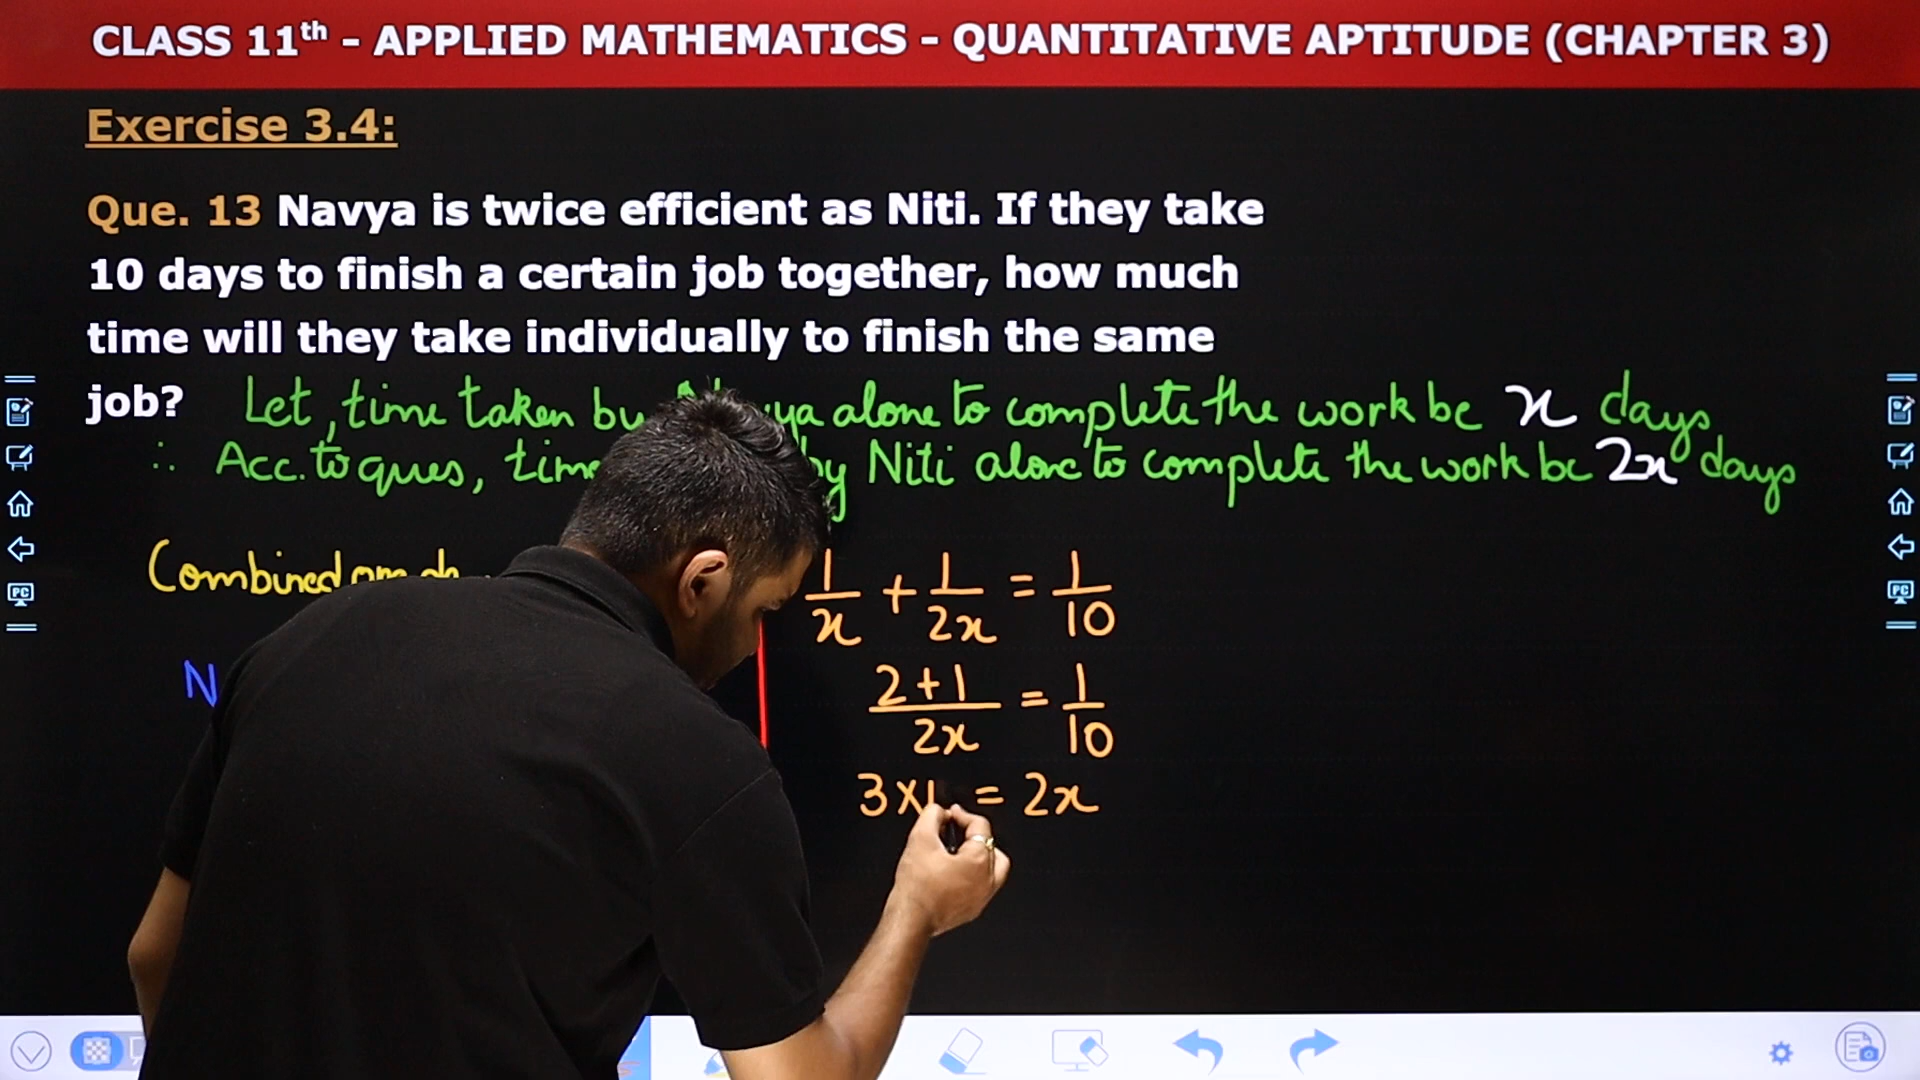 CLASS 11th - APPLIED MATHEMATICS - QUANTITATIVE APTITUDE (CHAPTER 3)
Exercise 3.4:
Que. 13 Navya is twice efficient as Niti. If they take
10 days to finish a certain job together, how much
time will they take individually to finish the same
job? Let, time taken by alone to complete the work be x days
∴ Acc. to ques, by Niti alone to complete the work be 2x days
Combined
1/x + 1/2x = 1/10
2+1/2x = 1/10
3× = 2x
PC
PC